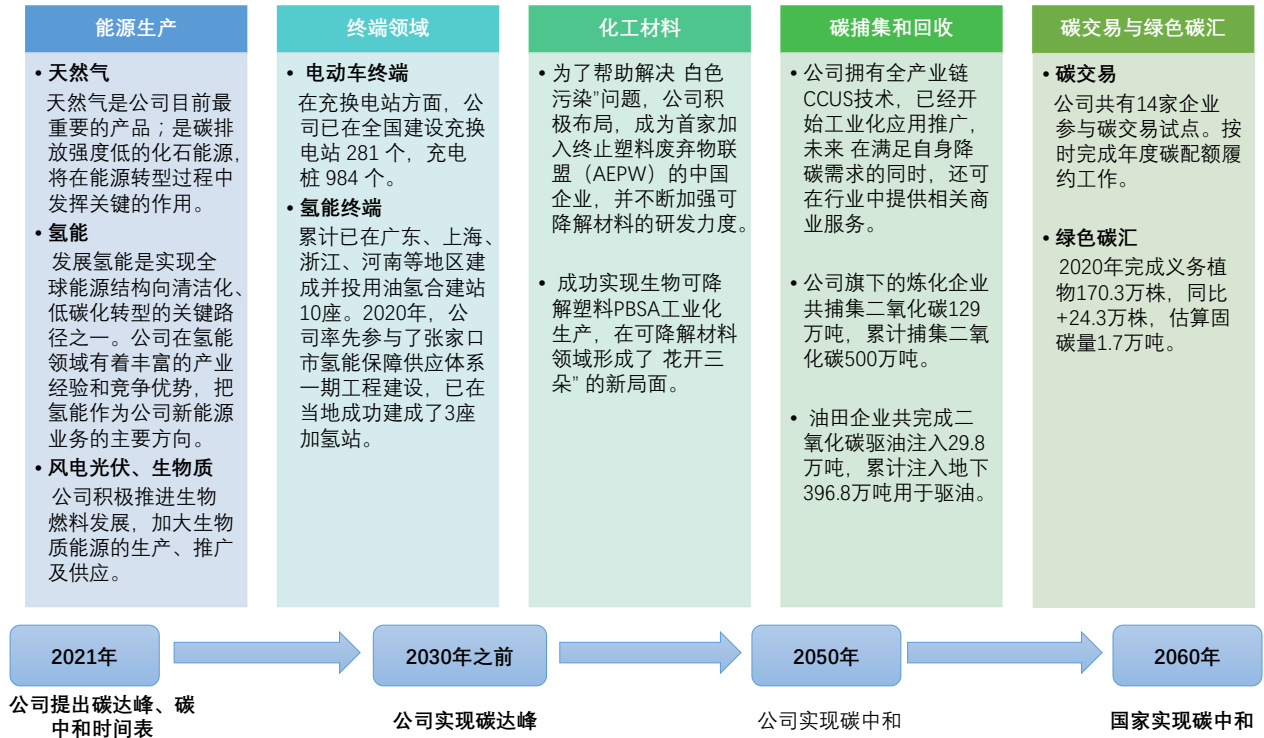 能源生产
• 天然气
天然气是公司目前最
重要的产品；是碳排
放强度低的化石能源，
将在能源转型过程中
发挥关键的作用。
• 氢能
发展氢能是实现全
球能源结构向清洁化、
低碳化转型的关键路
径之一。公司在氢能
领域有着丰富的产业
经验和竞争优势，把
氢能作为公司新能源
业务的主要方向。
• 风电光伏、生物质
公司积极推进生物
燃料发展，加大生物
质能源的生产、推广
及供应。
终端领域
• 电动车终端
在充换电站方面，公
司已在全国建设充换
电站 281 个，充电
桩 984 个。
• 氢能终端
累计已在广东、上海、
浙江、河南等地区建
成并投用油氢合建站
10座。2020年，公
司率先参与了张家口
市氢能保障供应体系
一期工程建设，已在
当地成功建成了3座
加氢站。
化工材料
• 为了帮助解决 白色
污染”问题，公司积
极布局，成为首家加
入终止塑料废弃物联
盟（AEPW）的中国
企业，并不断加强可
降解材料的研发力度。
• 成功实现生物可降
解塑料PBSA工业化
生产，在可降解材料
领域形成了 花开三
朵” 的新局面。
碳捕集和回收
• 公司拥有全产业链
CCUS技术，已经开
始工业化应用推广，
未来 在满足自身降
碳需求的同时，还可
在行业中提供相关商
业服务。
• 公司旗下的炼化企业
共捕集二氧化碳129
万吨，累计捕集二氧
化碳500万吨。
• 油田企业共完成二
氧化碳驱油注入29.8
万吨，累计注入地下
396.8万吨用于驱油。
碳交易与绿色碳汇
• 碳交易
公司共有14家企业
参与碳交易试点。按
时完成年度碳配额履
约工作。
• 绿色碳汇
2020年完成义务植
物170.3万株，同比
+24.3万株，估算固
碳量1.7万吨。
2021年
2030年之前
2050年
2060年
公司提出碳达峰、碳
中和时间表
公司实现碳达峰
公司实现碳中和
国家实现碳中和